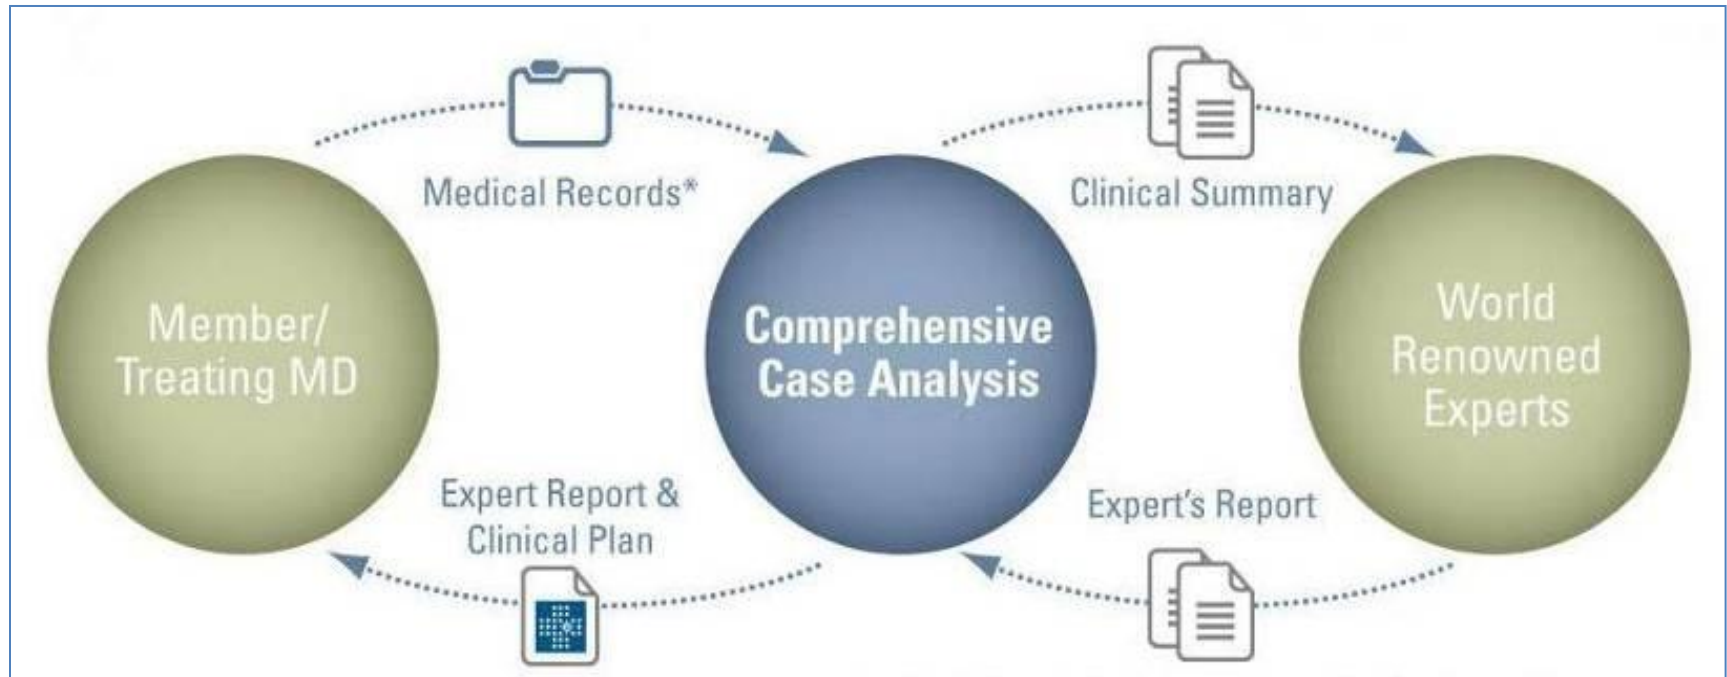 Medical Records*
Clinical Summary
Member/
Treating MD
Comprehensive
Case Analysis
World
Renowned
Experts
Expert Report &
Clinical Plan
Expert's Report